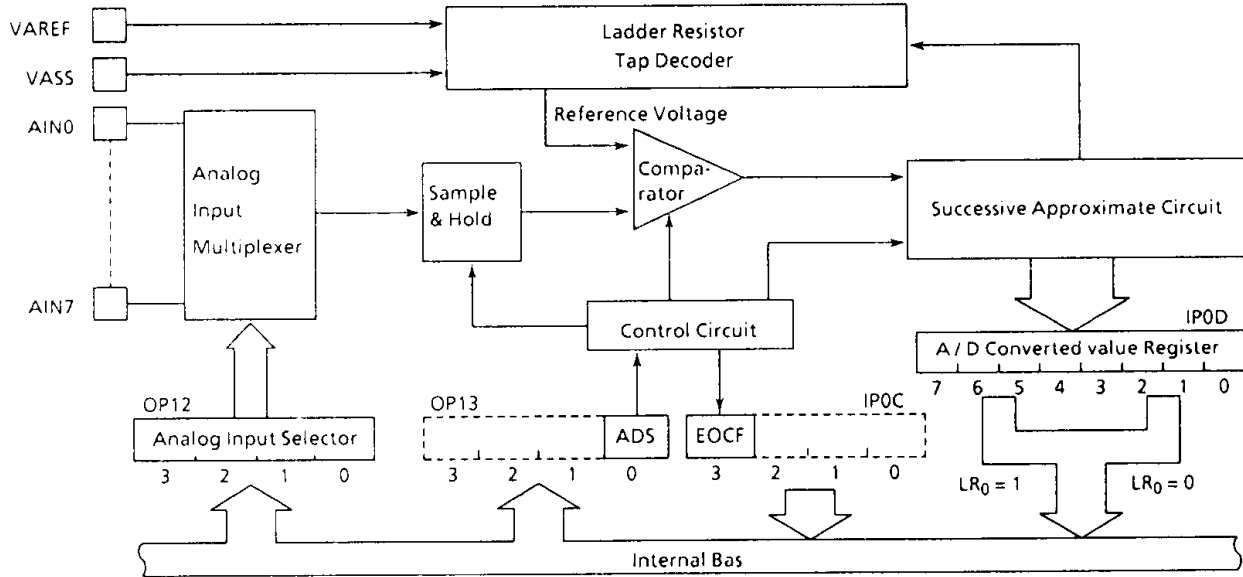 VAREF
VASS
Ladder Resistor
Tap Decoder
AIN0
AIN7
Analog
Input
Multiplexer
Reference Voltage
Sample
& Hold
Compa-
rator
Successive Approximate Circuit
Control Circuit
IP0D
A / D Converted value Register
7 6 5 4 3 2 1 0
OP12
Analog Input Selector
3 2 1 0
OP13
ADS
3 2 1 0
IP0C
EOCF
3 2 1 0
LR0 = 1
LR0 = 0
Internal Bas